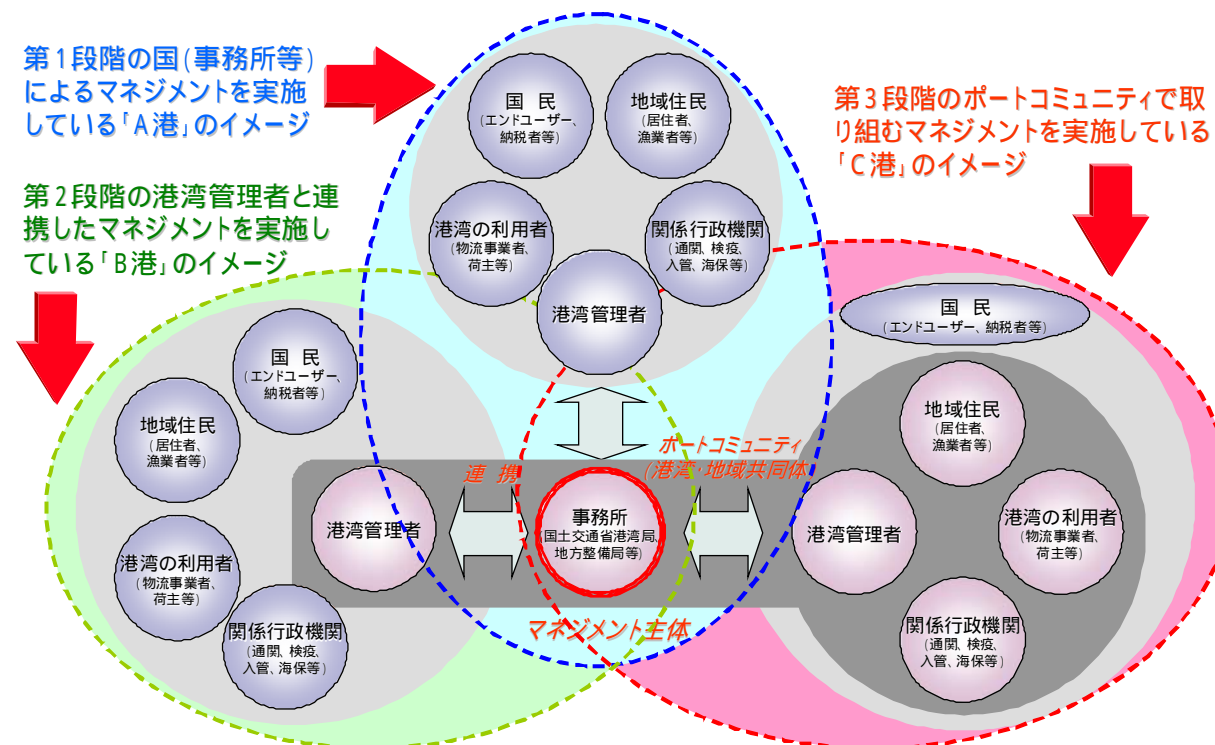 第1段階の国(事務所等)
によるマネジメントを実施
している「A港」のイメージ
第2段階の港湾管理者と連
携したマネジメントを実施し
ている「B港」のイメージ
第3段階のポートコミュニティで取
り組むマネジメントを実施している
「C港」のイメージ
国 民
(エンドユーザー、
納税者等)
地域住民
(居住者、
漁業者等)
港湾の利用者
(物流事業者、
荷主等)
関係行政機関
(通関、検疫、
入管、海保等)
港湾管理者
国 民
(エンドユーザー、
納税者等)
地域住民
(居住者、
漁業者等)
港湾の利用者
(物流事業者、
荷主等)
関係行政機関
(通関、検疫、
入管、海保等)
港湾管理者
連 携
事務所
(国土交通省港湾局、
地方整備局等)
マネジメント主体
ポートコミュニティ
(港湾・地域共同体
国 民
(エンドユーザー、納税者等)
地域住民
(居住者、
漁業者等)
港湾管理者
港湾の利用者
(物流事業者、
荷主等)
関係行政機関
(通関、検疫、
入管、海保等)